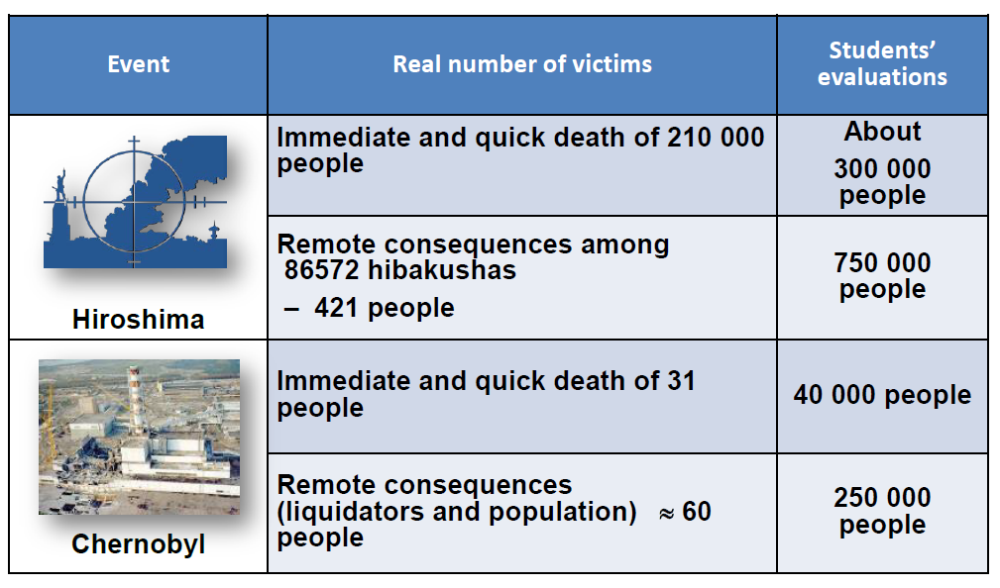 Event
Real number of victims
Students’
evaluations
Immediate and quick death of 210 000
people
About
300 000
people
Remote consequences among
86572 hibakushas
– 421 people
750 000
people
Hiroshima
Immediate and quick death of 31
people
40 000 people
Remote consequences
(liquidators and population) ≈ 60
people
250 000
people
Chernobyl